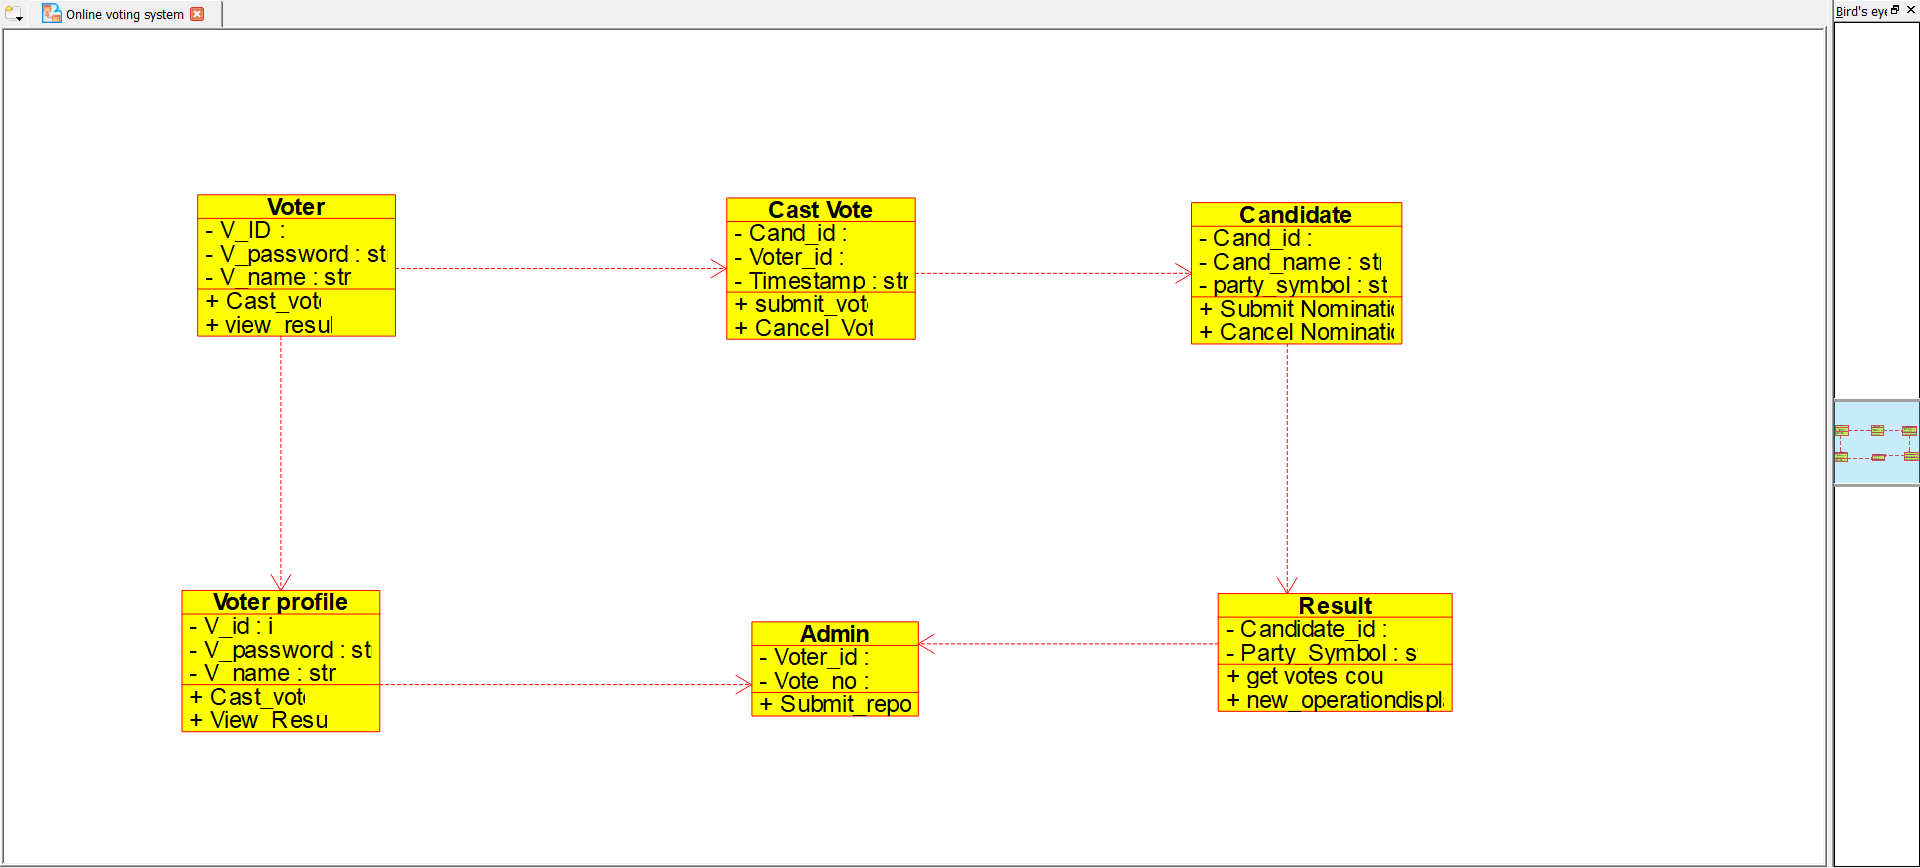 Online voting system
Bird's eye
Voter
- V_ID :
- V_password : st
- V_name : str
+ Cast_vot
+ view_resul
Cast Vote
- Cand_id :
- Voter_id :
- Timestamp : str
+ submit_vot
+ Cancel_Vot
Candidate
- Cand_id :
- Cand_name : st
- party_symbol : st
+ Submit Nominati
+ Cancel Nominati
Voter profile
- V_id : i
- V_password : st
- V_name : str
+ Cast_vot
+ View_Resu
Admin
- Voter_id :
- Vote_no :
+ Submit_repo
Result
- Candidate_id :
- Party_Symbol : s
+ get votes cou
+ new_operationdispl